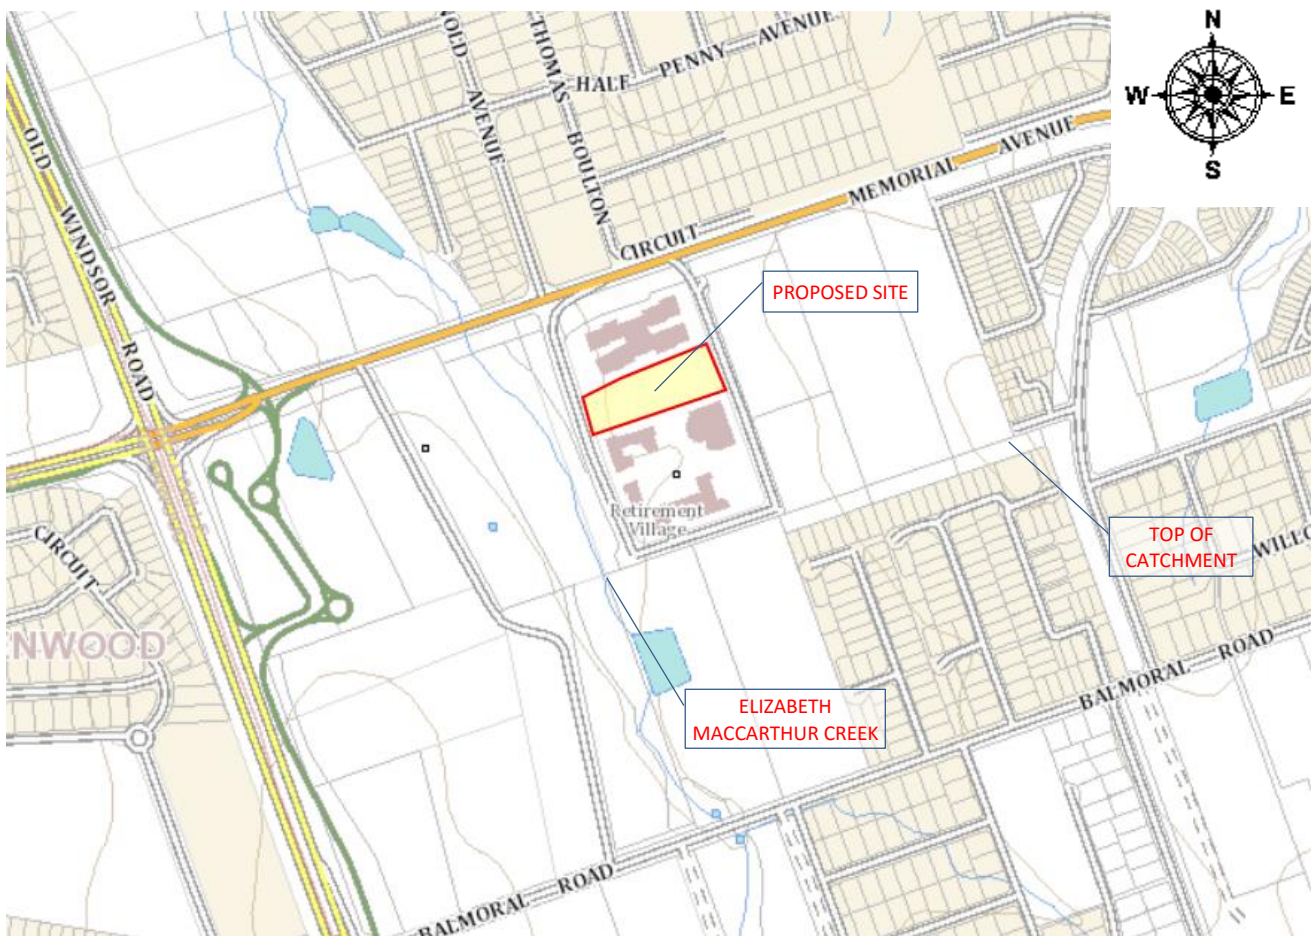 N
W
E
S
NOLD AVENUE
THOMAS BOULTON
CIRCUIT
HALF PENNY AVENUE
OLD WINDSOR ROAD
MEMORIAL AVENUE
PROPOSED SITE
Retirement
Village
TOP OF
CATCHMENT
CIRCUIT
NWOOD
ELIZABETH
MACCARTHUR CREEK
BALMORAL ROAD
BALMORAL ROAD